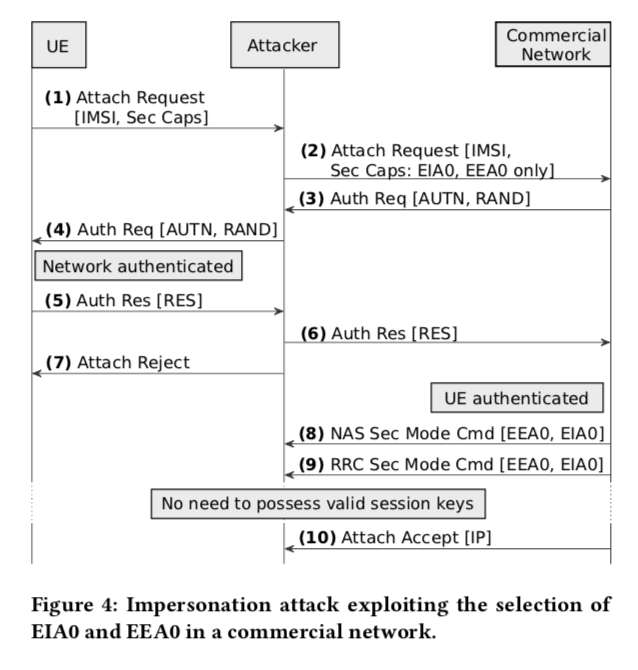 UE
Attacker
Commercial
Network
(1) Attach Request
[IMSI, Sec Caps]
(2) Attach Request [IMSI,
Sec Caps: EIA0, EEA0 only]
(3) Auth Req [AUTN, RAND]
(4) Auth Req [AUTN, RAND]
Network authenticated
(5) Auth Res [RES]
(6) Auth Res [RES]
(7) Attach Reject
UE authenticated
(8) NAS Sec Mode Cmd [EEA0, EIA0]
(9) RRC Sec Mode Cmd [EEA0, EIA0]
No need to possess valid session keys
(10) Attach Accept [IP]
Figure 4: Impersonation attack exploiting the selection of
EIA0 and EEA0 in a commercial network.